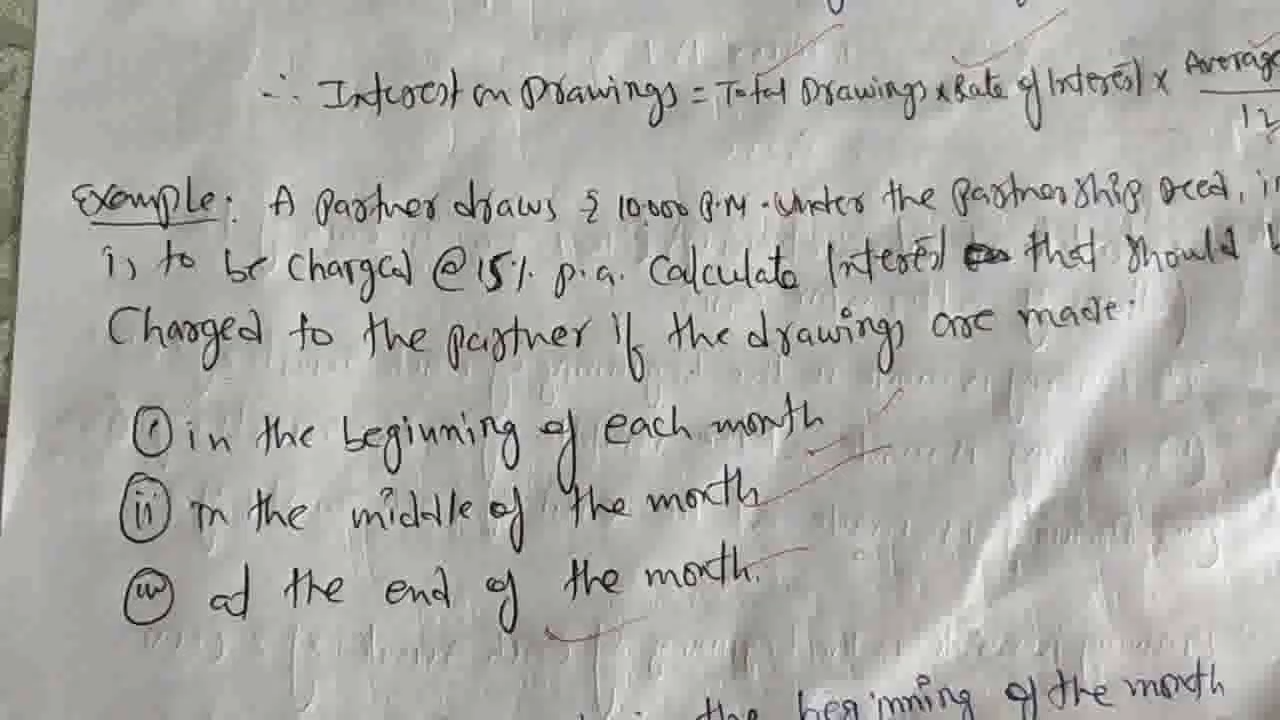 ∴ Interest on Drawings = Total Drawings × Rate of Interest × Average
12
Example: A partner draws ₹ 10,000 P.M. Under the partnership deed,
is to be charged @ 15% p.a. Calculate Interest that should
Charged to the partner if the drawings are made:
(i) in the beginning of each month
(ii) in the middle of the month
(iii) at the end of the month.
the beginning of the month